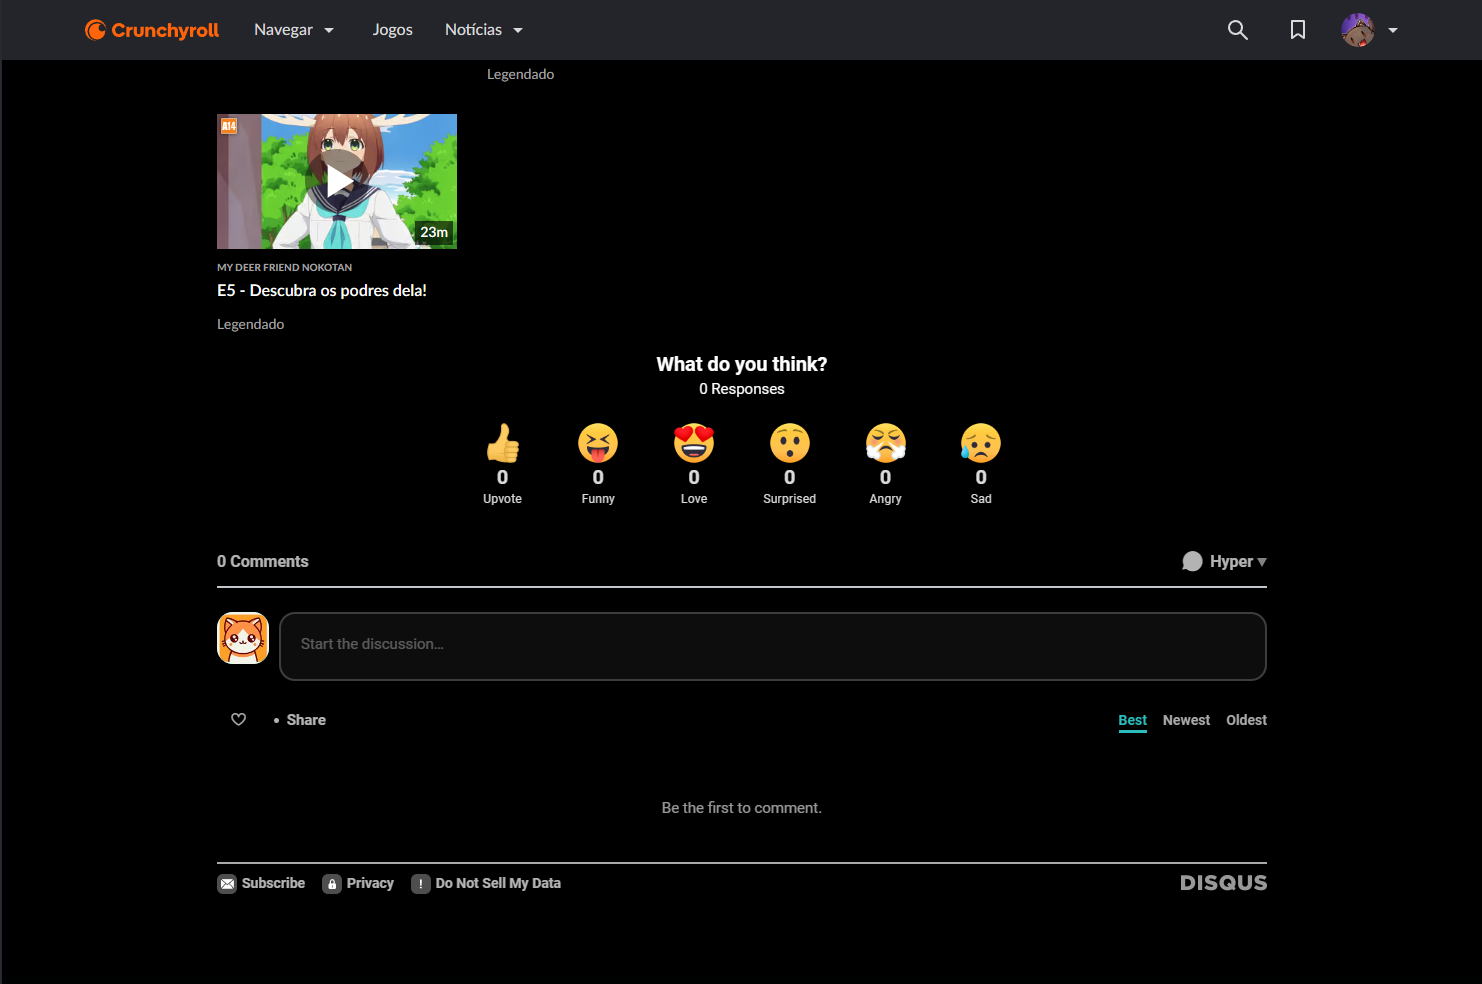 Crunchyroll Navegar Jogos Notícias
Legendado
A14
23m
MY DEER FRIEND NOKOTAN
E5 - Descubra os podres dela!
Legendado
What do you think?
0 Responses
0 0 0 0 0 0
Upvote Funny Love Surprised Angry Sad
0 Comments Hyper
Start the discussion...
Share Best Newest Oldest
Be the first to comment.
Subscribe Privacy Do Not Sell My Data DISQUS